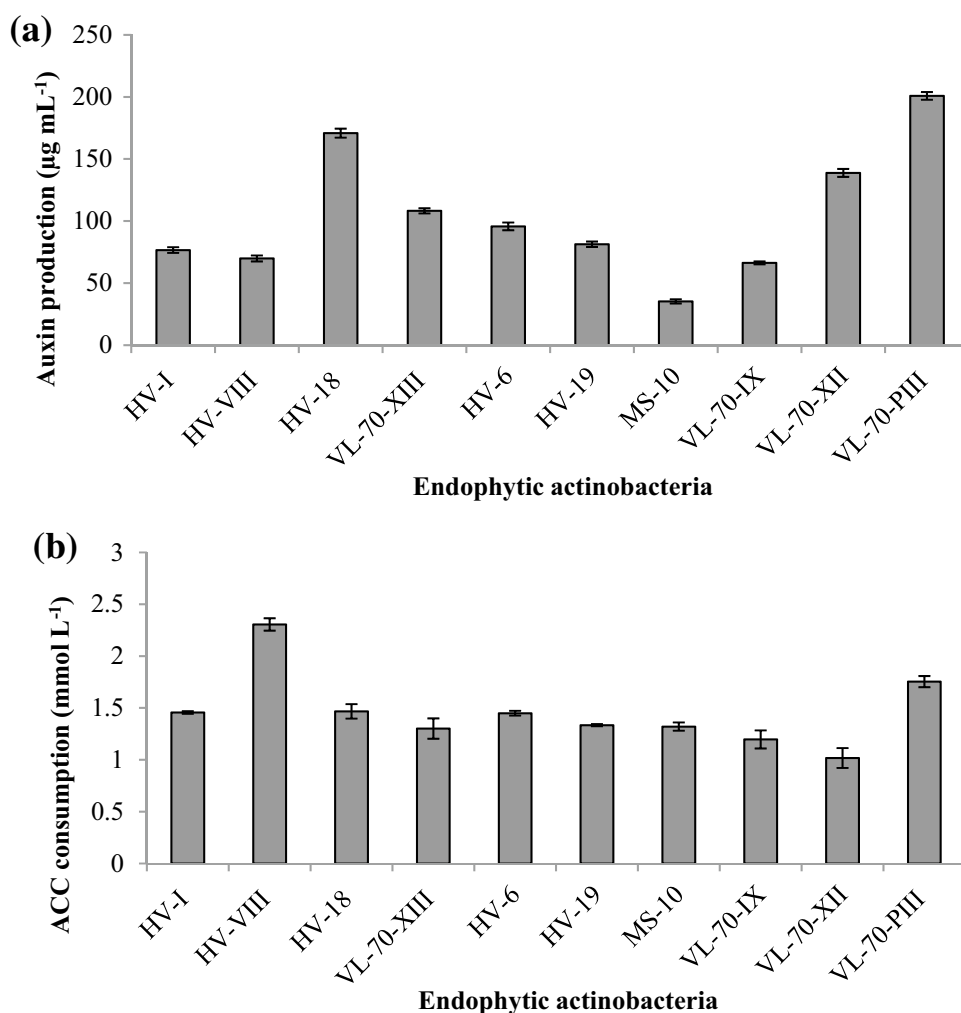 (a)
Auxin production (µg mL-1)
250
200
150
100
50
0
HV-I
HV-VIII
HV-18
VL-70-XIII
HV-6
HV-19
MS-10
VL-70-IX
VL-70-XII
VL-70-PIII
Endophytic actinobacteria
(b)
ACC consumption (mmol L-1)
3
2.5
2
1.5
1
0.5
0
HV-I
HV-VIII
HV-18
VL-70-XIII
HV-6
HV-19
MS-10
VL-70-IX
VL-70-XII
VL-70-PIII
Endophytic actinobacteria